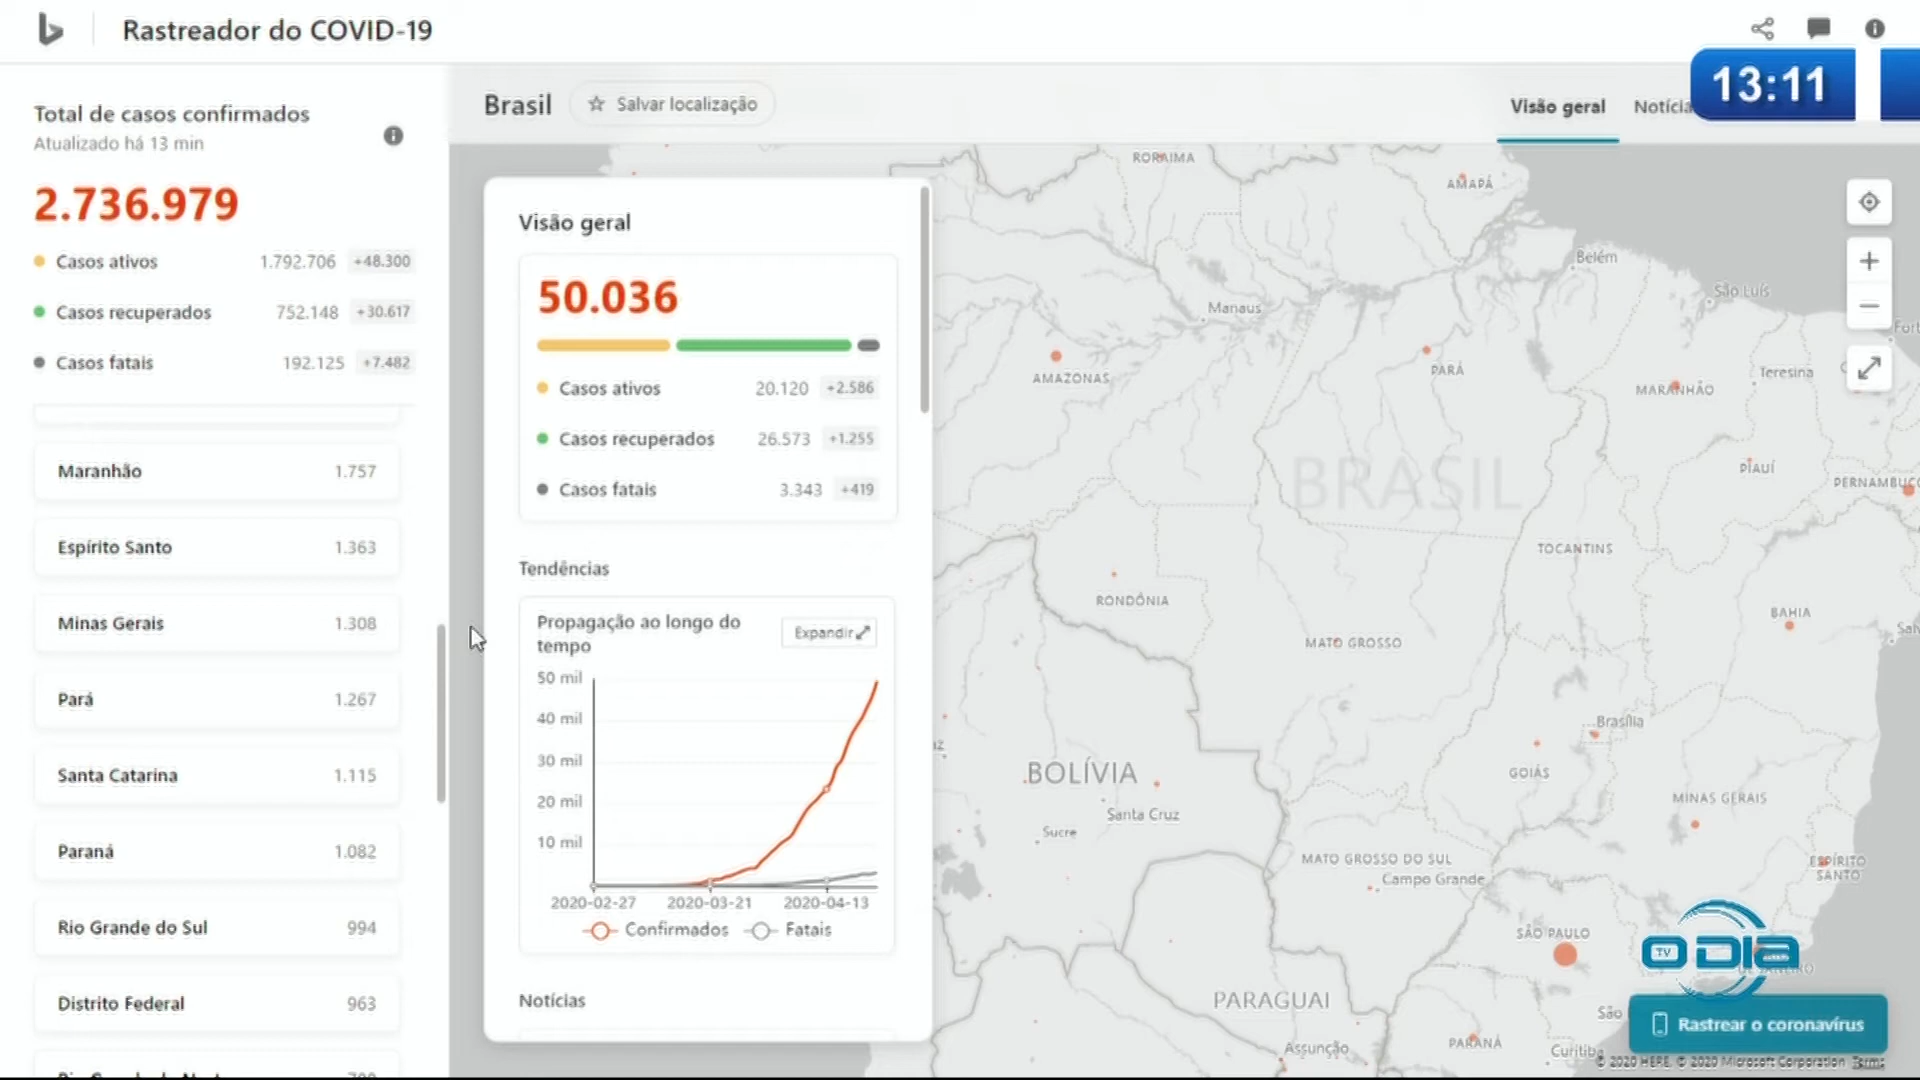 Rastreador do COVID-19
13:11
Total de casos confirmados
Atualizado há 13 min
2.736.979
Casos ativos 1.792.706 +48.300
Casos recuperados 752.148 +30.617
Casos fatais 192.125 +7.482
Maranhão 1.757
Espírito Santo 1.363
Minas Gerais 1.308
Pará 1.267
Santa Catarina 1.115
Paraná 1.082
Rio Grande do Sul 994
Distrito Federal 963
Brasil
Salvar localização
Visão geral
Visão geral
50.036
Casos ativos 20.120 +2.586
Casos recuperados 26.573 +1.255
Casos fatais 3.343 +419
Tendências
Propagação ao longo do
tempo
Expandir
50 mil
40 mil
30 mil
20 mil
10 mil
2020-02-27 2020-03-21 2020-04-13
Confirmados Fatais
Notícias
RORAIMA
AMAPÁ
Belém
São Luís
Manaus
AMAZONAS
PARÁ
MARANHÃO
Teresina
BRASIL
PIAUÍ
PERNAMBUCO
TOCANTINS
RONDÔNIA
BAHIA
MATO GROSSO
Brasília
BOLÍVIA
GOIÁS
Santa Cruz
MINAS GERAIS
Sucre
MATO GROSSO DO SUL
Campo Grande
ESPÍRITO
SANTO
SÃO PAULO
TV O DIA
PARAGUAI
São
Rastrear o coronavírus
Assunção
PARANÁ
Curitiba
© 2020 HERE, © 2020 Microsoft Corporation Terms